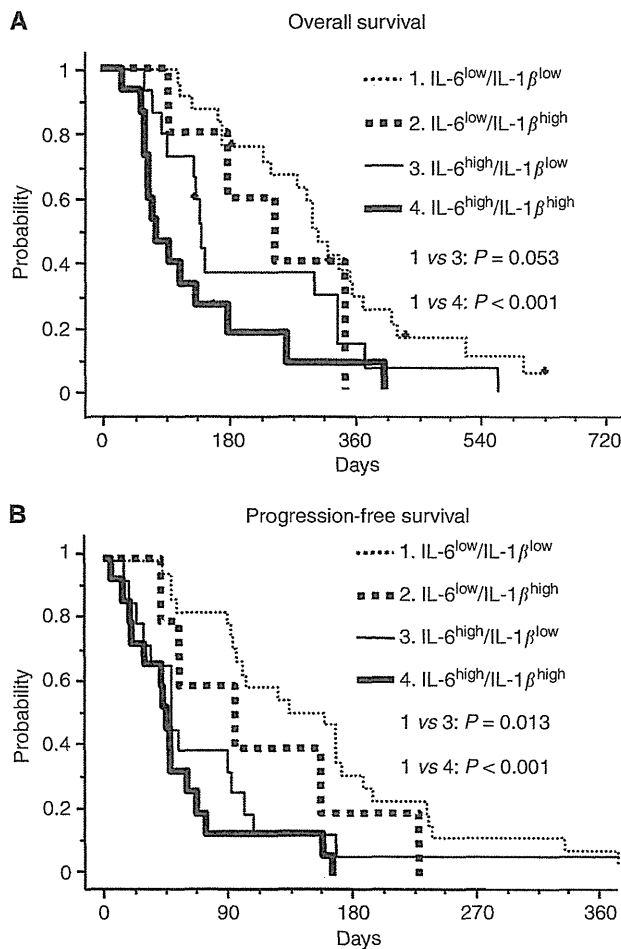 A
Overall survival
1
0.8
0.6
0.4
0.2
0
Probability
1. IL-6low/IL-1βlow
2. IL-6low/IL-1βhigh
3. IL-6high/IL-1βlow
4. IL-6high/IL-1βhigh
1 vs 3: P = 0.053
1 vs 4: P < 0.001
0 180 360 540 720
Days
B
Progression-free survival
1
0.8
0.6
0.4
0.2
0
Probability
1. IL-6low/IL-1βlow
2. IL-6low/IL-1βhigh
3. IL-6high/IL-1βlow
4. IL-6high/IL-1βhigh
1 vs 3: P = 0.013
1 vs 4: P < 0.001
0 90 180 270 360
Days